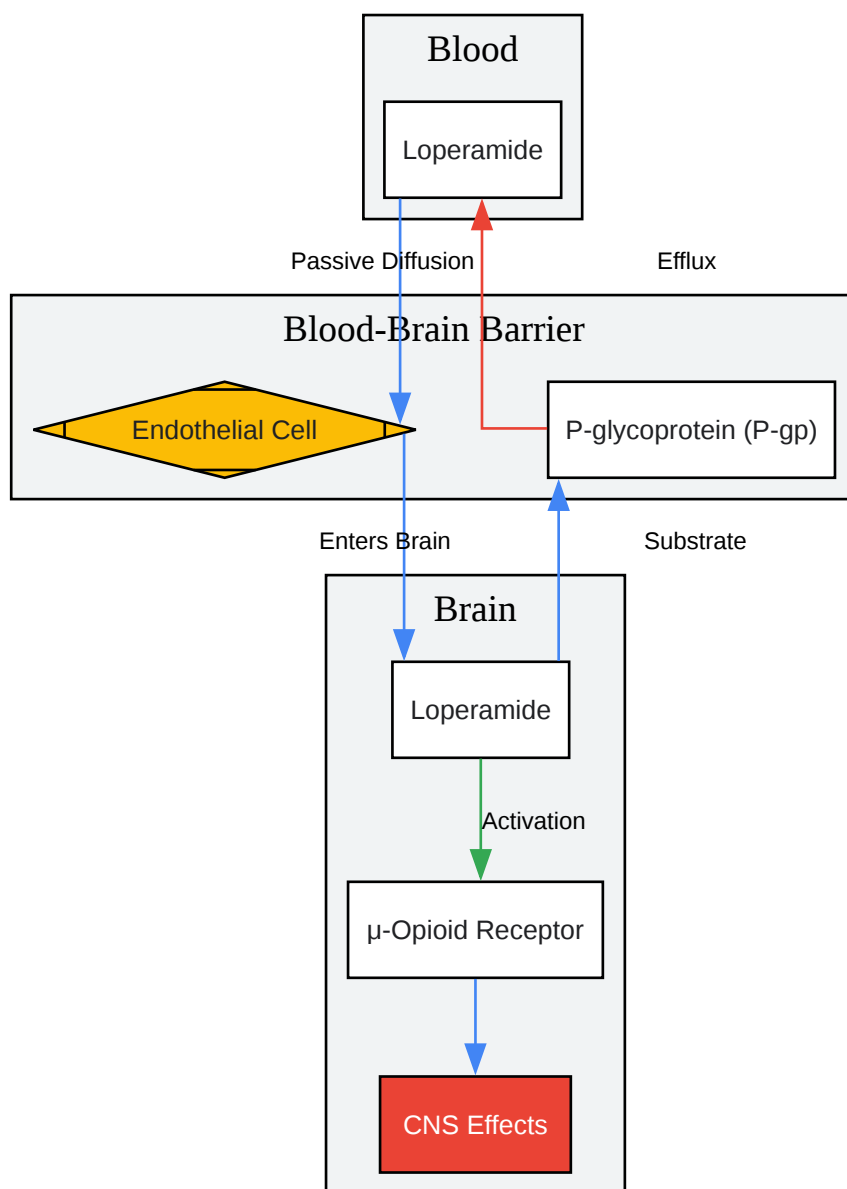 Blood
Loperamide
Passive Diffusion
Efflux
Blood-Brain Barrier
Endothelial Cell
P-glycoprotein (P-gp)
Enters Brain
Substrate
Brain
Loperamide
Activation
μ-Opioid Receptor
CNS Effects